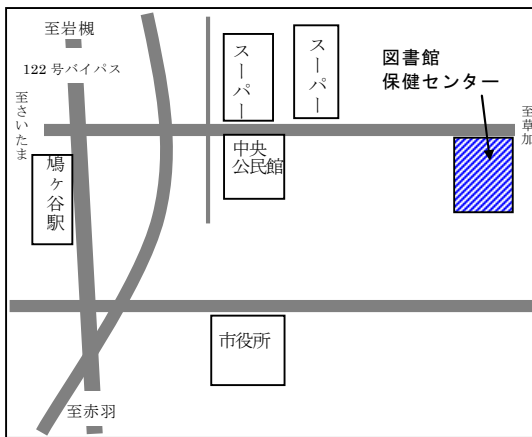 至岩槻
122号バイパス
至さいたま
鳩ヶ谷駅
スーパー
スーパー
中央
公民館
図書館
保健センター
至草加
市役所
至赤羽